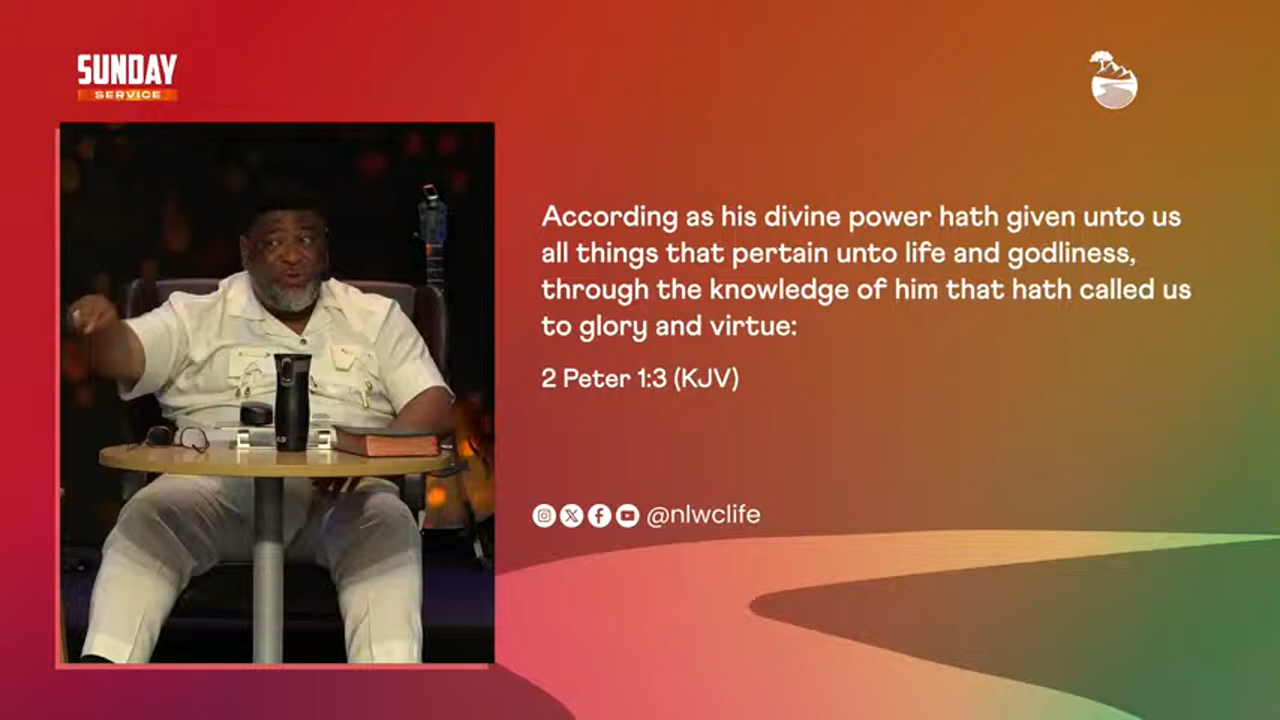 SUNDAY
SERVICE
According as his divine power hath given unto us
all things that pertain unto life and godliness,
through the knowledge of him that hath called us
to glory and virtue:
2 Peter 1:3 (KJV)
@nlwclife